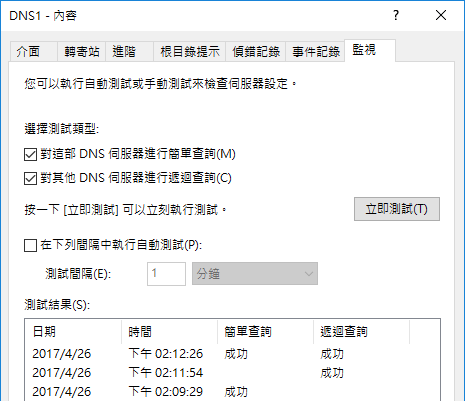 DNS1 - 內容
介面 轉寄站 進階 根目錄提示 偵錯記錄 事件記錄 監視
您可以執行自動測試或手動測試來檢查伺服器設定。
選擇測試類型:
對這部 DNS 伺服器進行簡單查詢(M)
對其他 DNS 伺服器進行遞迴查詢(C)
按一下 [立即測試] 可以立刻執行測試。 立即測試(T)
在下列間隔中執行自動測試(P):
測試間隔(E): 1 分鐘
測試結果(S):
日期 時間 簡單查詢 遞迴查詢
2017/4/26 下午 02:12:26 成功 成功
2017/4/26 下午 02:11:54 成功
2017/4/26 下午 02:09:29 成功